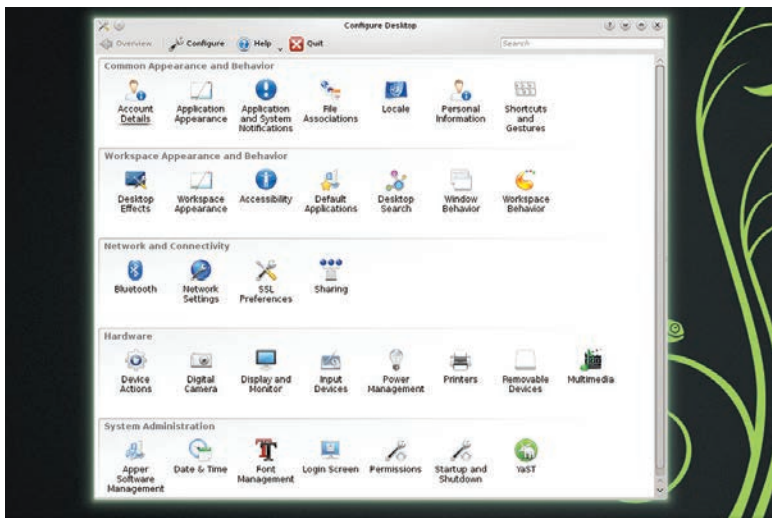 Configure Desktop
Overview Configure Help Quit Search
Common Appearance and Behavior
Account Details
Application Appearance
Application and System Notifications
File Associations
Locale
Personal Information
Shortcuts and Gestures
Workspace Appearance and Behavior
Desktop Effects
Workspace Appearance
Accessibility
Default Applications
Desktop Search
Window Behavior
Workspace Behavior
Network and Connectivity
Bluetooth
Network Settings
SSL Preferences
Sharing
Hardware
Device Actions
Digital Camera
Display and Monitor
Input Devices
Power Management
Printers
Removable Devices
Multimedia
System Administration
Apper Software Management
Date & Time
Font Management
Login Screen
Permissions
Startup and Shutdown
YaST